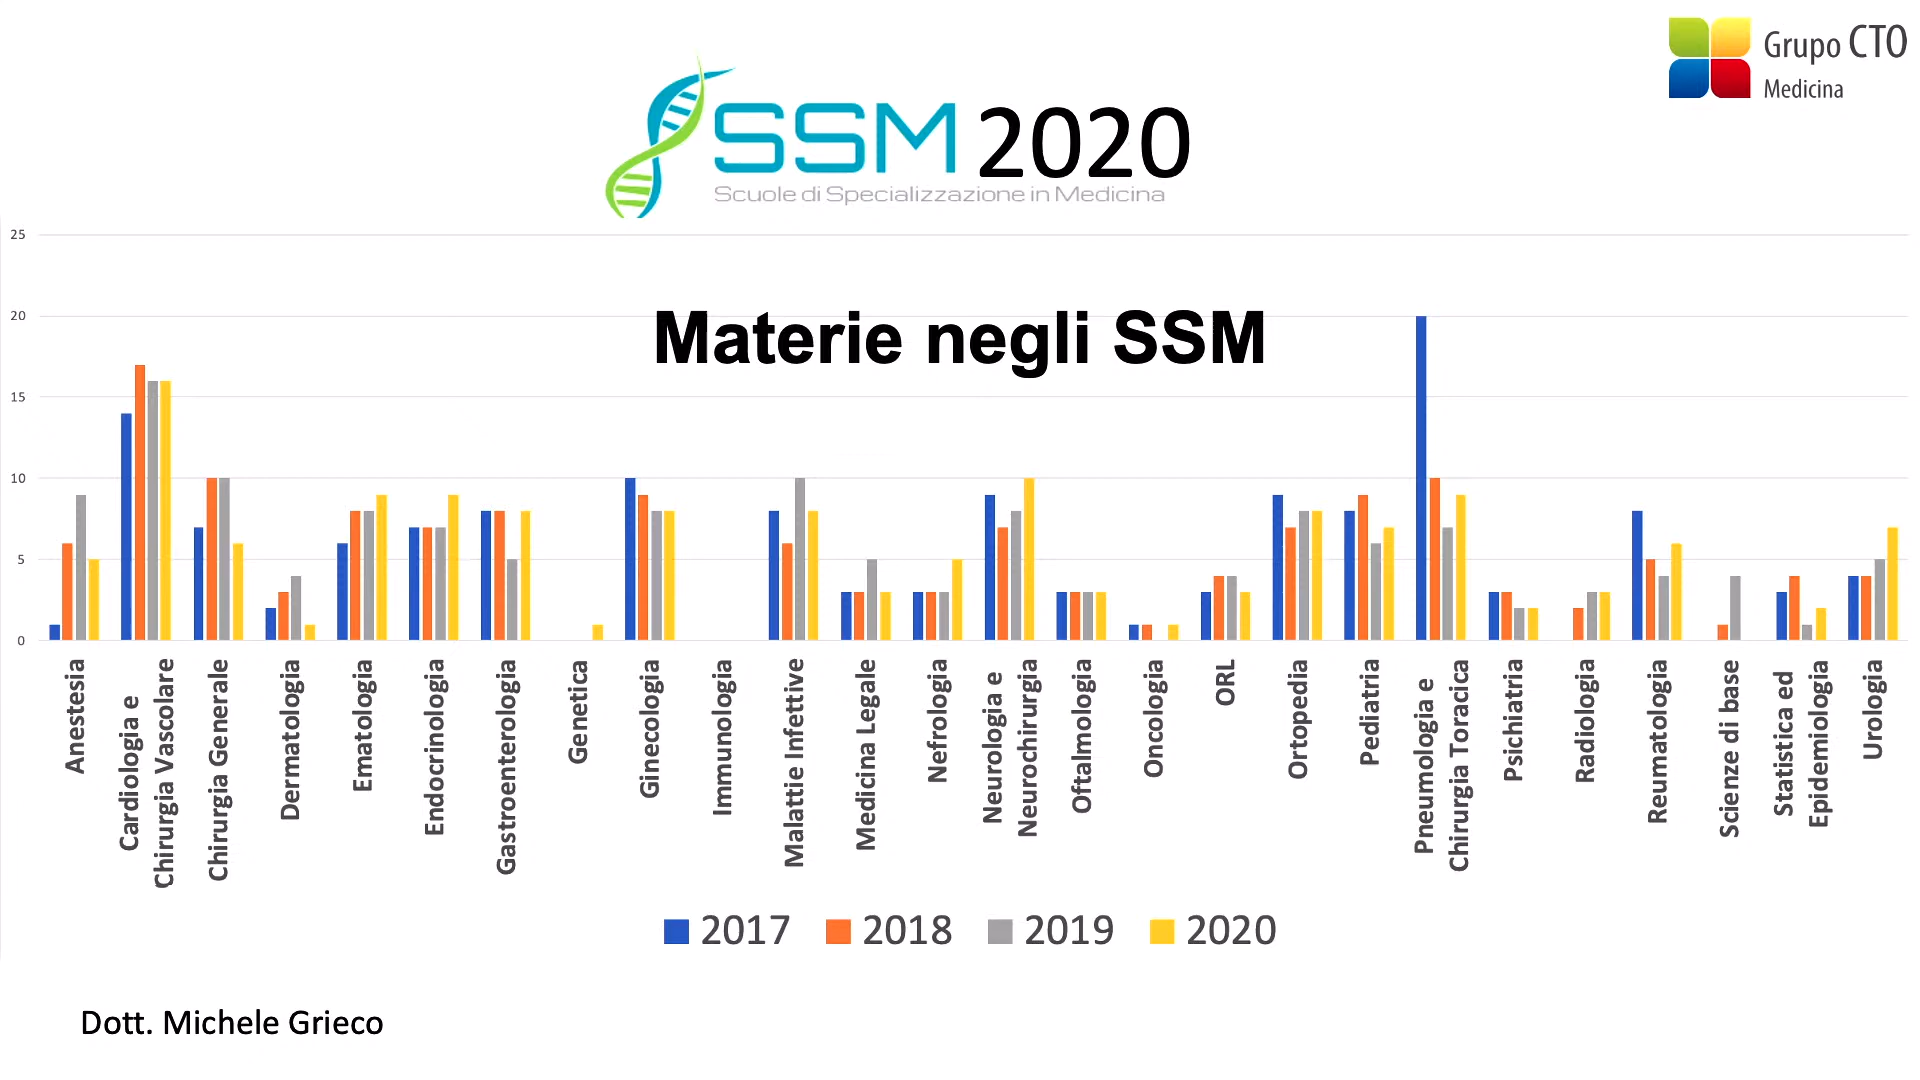 Grupo CTO
Medicina
SSM 2020
Scuole di Specializzazione in Medicina
Materie negli SSM
25
20
15
10
5
0
Anestesia
Cardiologia e
Chirurgia Vascolare
Chirurgia Generale
Dermatologia
Ematologia
Endocrinologia
Gastroenterologia
Genetica
Ginecologia
Immunologia
Malattie Infettive
Medicina Legale
Nefrologia
Neurologia e
Neurochirurgia
Oftalmologia
Oncologia
ORL
Ortopedia
Pediatria
Pneumologia e
Chirurgia Toracica
Psichiatria
Radiologia
Reumatologia
Scienze di base
Statistica ed
Epidemiologia
Urologia
2017 2018 2019 2020
Dott. Michele Grieco